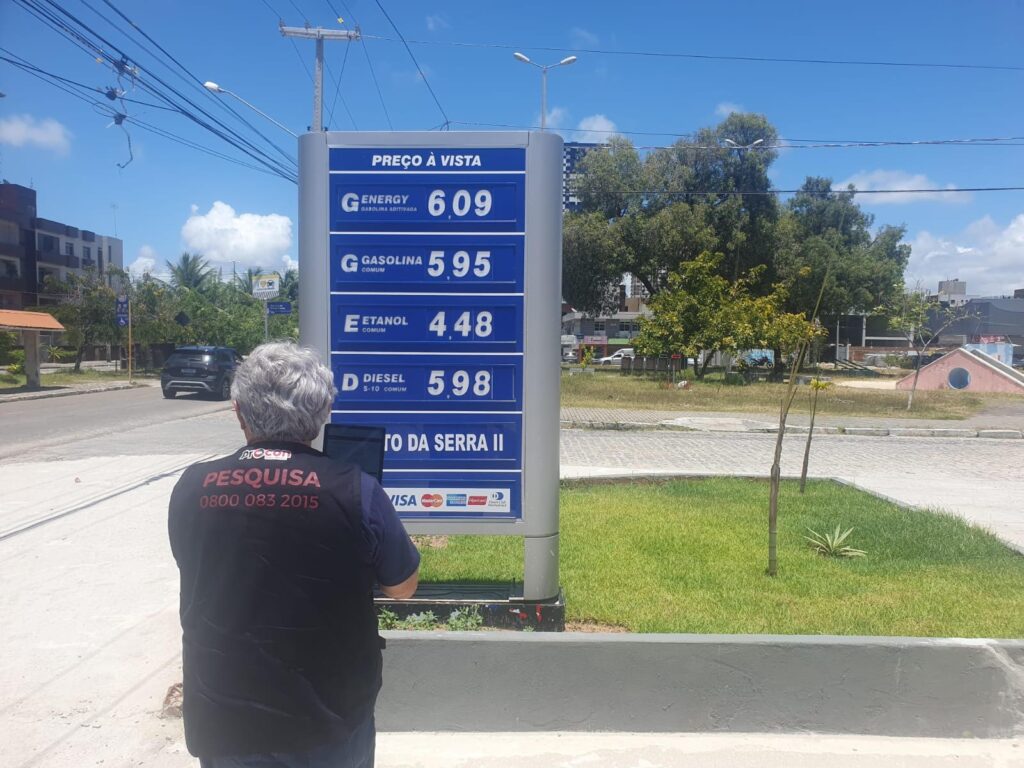 PREÇO À VISTA
G ENERGY
GASOLINA ADITIVADA
6,09
G GASOLINA
COMUM
5,95
E ETANOL
COMUM
4,48
D DIESEL
S-10 COMUM
5,98
TO DA SERRA II
VISA MasterCard
Procon
PESQUISA
0800 083 2015